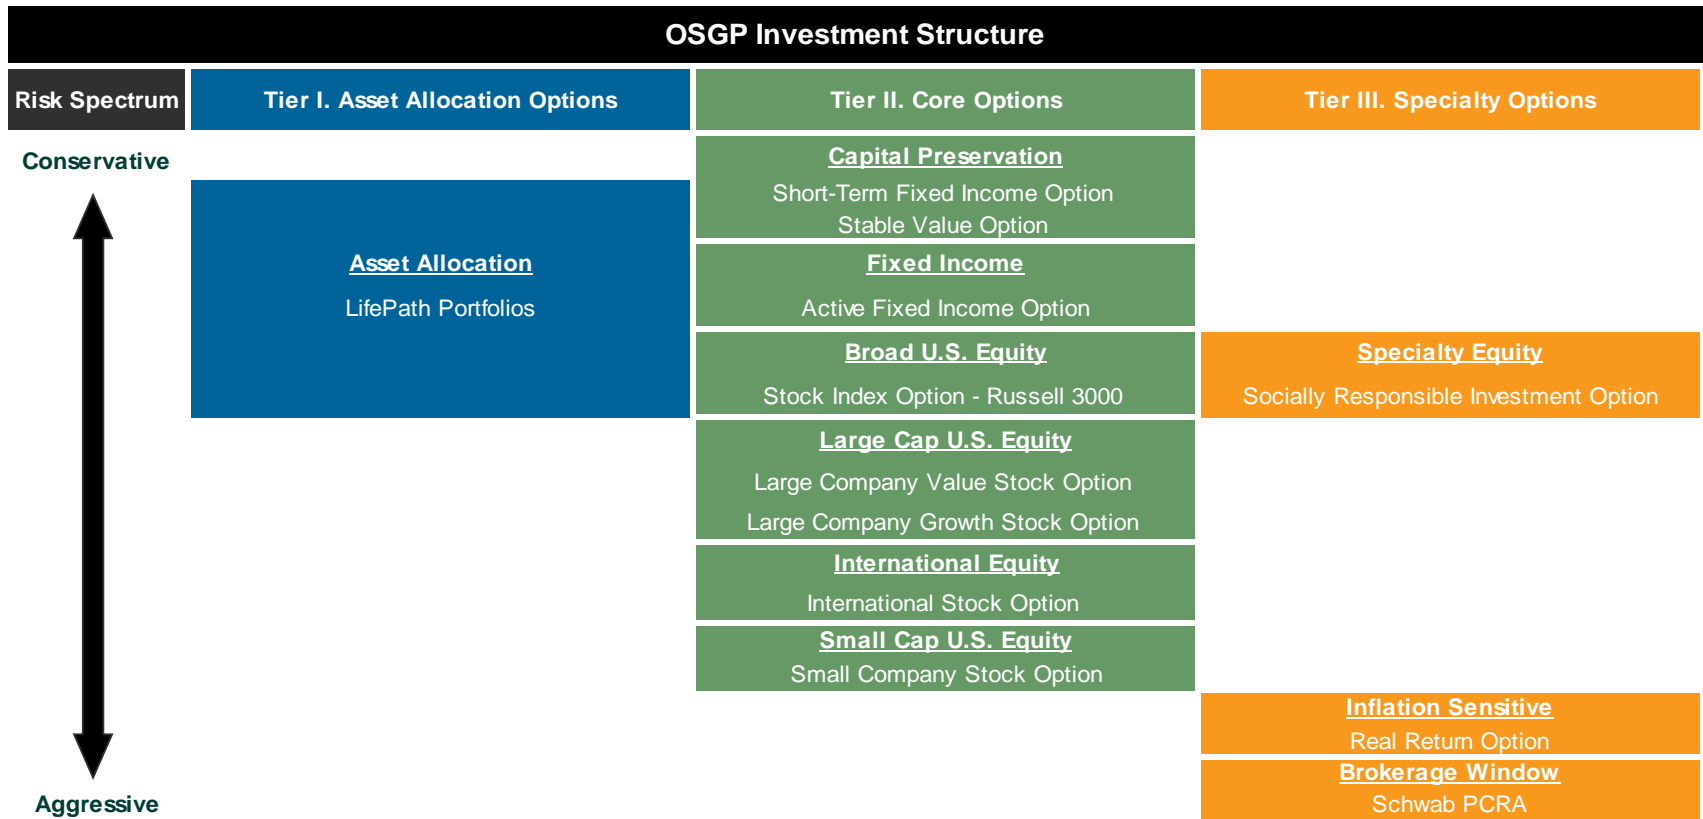 OSGP Investment Structure
Risk Spectrum
Tier I. Asset Allocation Options
Tier II. Core Options
Tier III. Specialty Options
Conservative
Aggressive
Asset Allocation
LifePath Portfolios
Capital Preservation
Short-Term Fixed Income Option
Stable Value Option
Fixed Income
Active Fixed Income Option
Broad U.S. Equity
Stock Index Option - Russell 3000
Large Cap U.S. Equity
Large Company Value Stock Option
Large Company Growth Stock Option
International Equity
International Stock Option
Small Cap U.S. Equity
Small Company Stock Option
Specialty Equity
Socially Responsible Investment Option
Inflation Sensitive
Real Return Option
Brokerage Window
Schwab PCRA